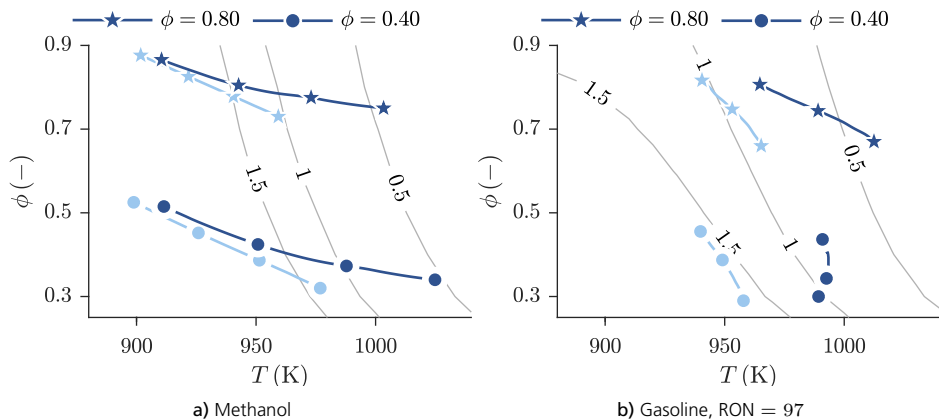 ϕ = 0.80 ϕ = 0.40
0.9
0.7
0.5
0.3
ϕ (−)
1.5
1
0.5
900 950 1000
T (K)
a) Methanol
ϕ = 0.80 ϕ = 0.40
0.9
0.7
0.5
0.3
ϕ (−)
1.5
1
0.5
1.5
1
900 950 1000
T (K)
b) Gasoline, RON = 97